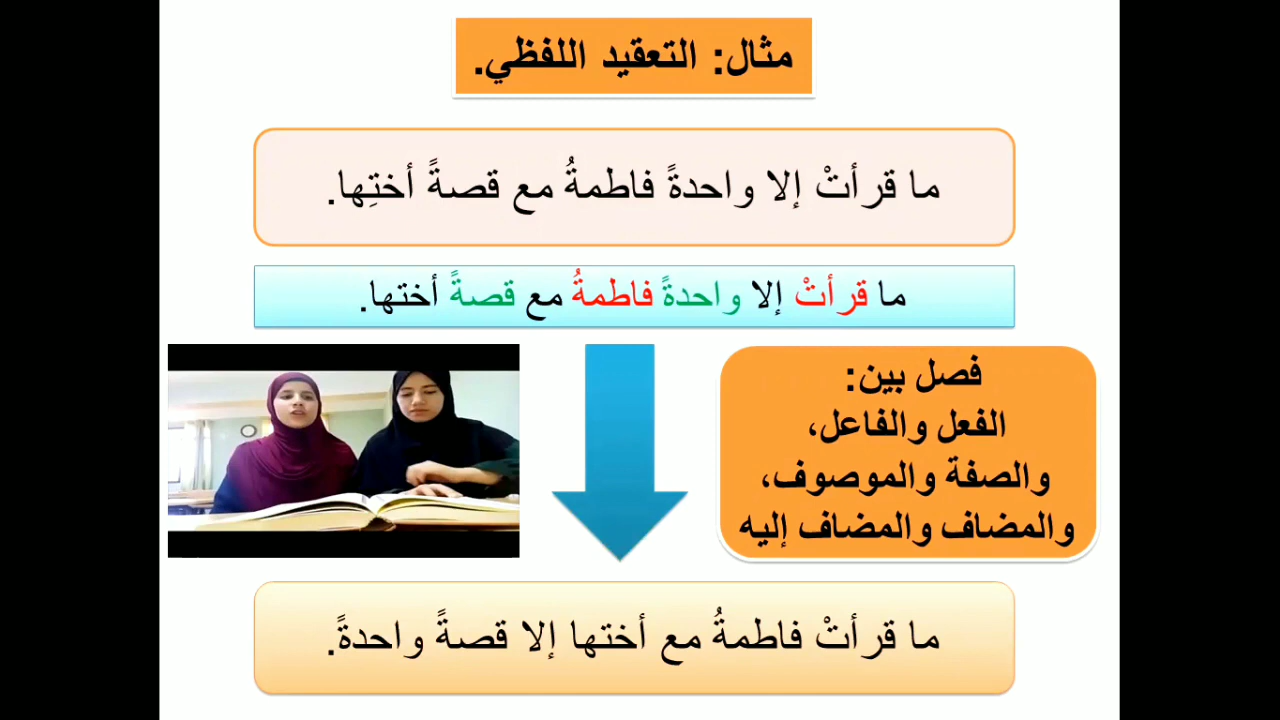 مثال: التعقيد اللفظي.
ما قرأتْ إلا واحدةً فاطمةُ مع قصةً أختِها.
ما قرأتْ إلا واحدةً فاطمةُ مع قصةً أختها.
فصل بين:
الفعل والفاعل،
والصفة والموصوف،
والمضاف والمضاف إليه
ما قرأتْ فاطمةُ مع أختها إلا قصةً واحدةً.